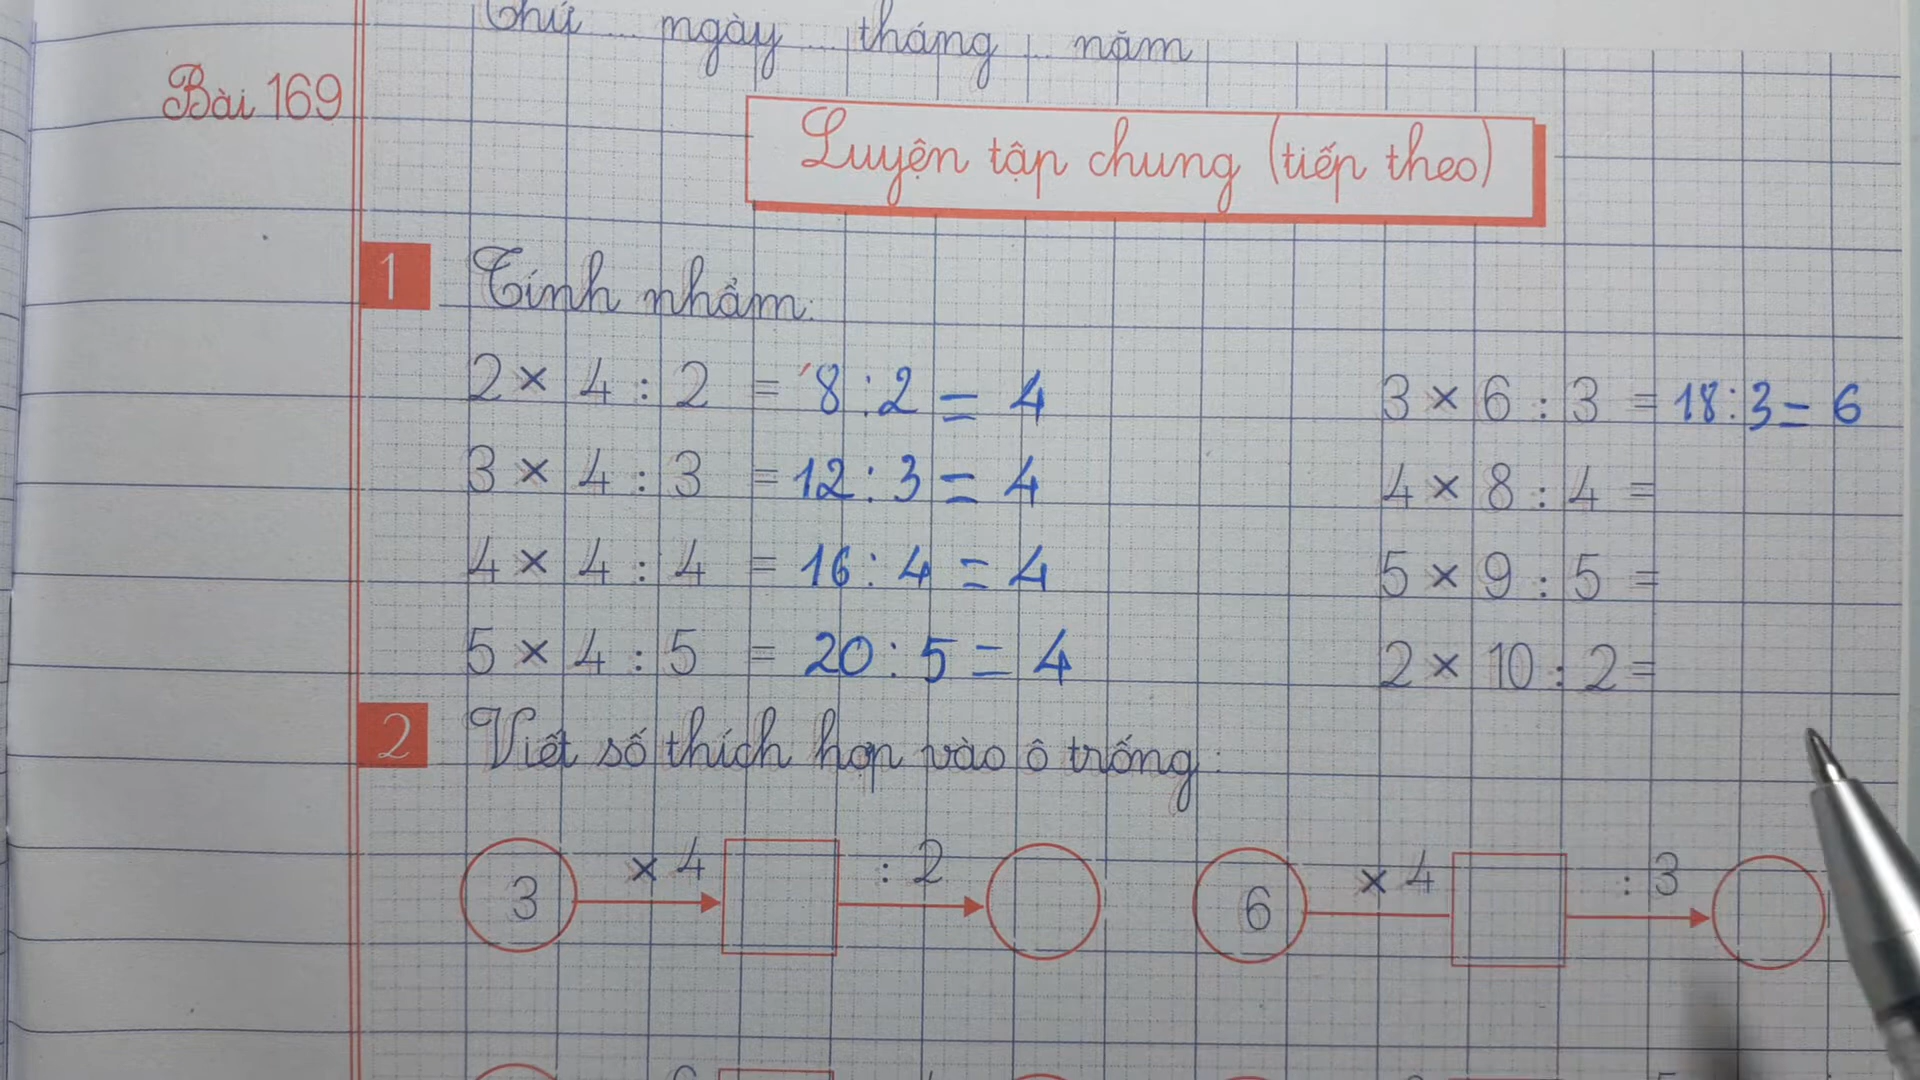 Thứ ... ngày ... tháng ... năm
Bài 169
Luyện tập chung (tiếp theo)
1 Tính nhẩm:
2 × 4 : 2 = 8 : 2 = 4
3 × 6 : 3 = 18 : 3 = 6
3 × 4 : 3 = 12 : 3 = 4
4 × 8 : 4 =
4 × 4 : 4 = 16 : 4 = 4
5 × 9 : 5 =
5 × 4 : 5 = 20 : 5 = 4
2 × 10 : 2 =
2 Viết số thích hợp vào ô trống:
3 × 4 : 2
6 × 4 : 3